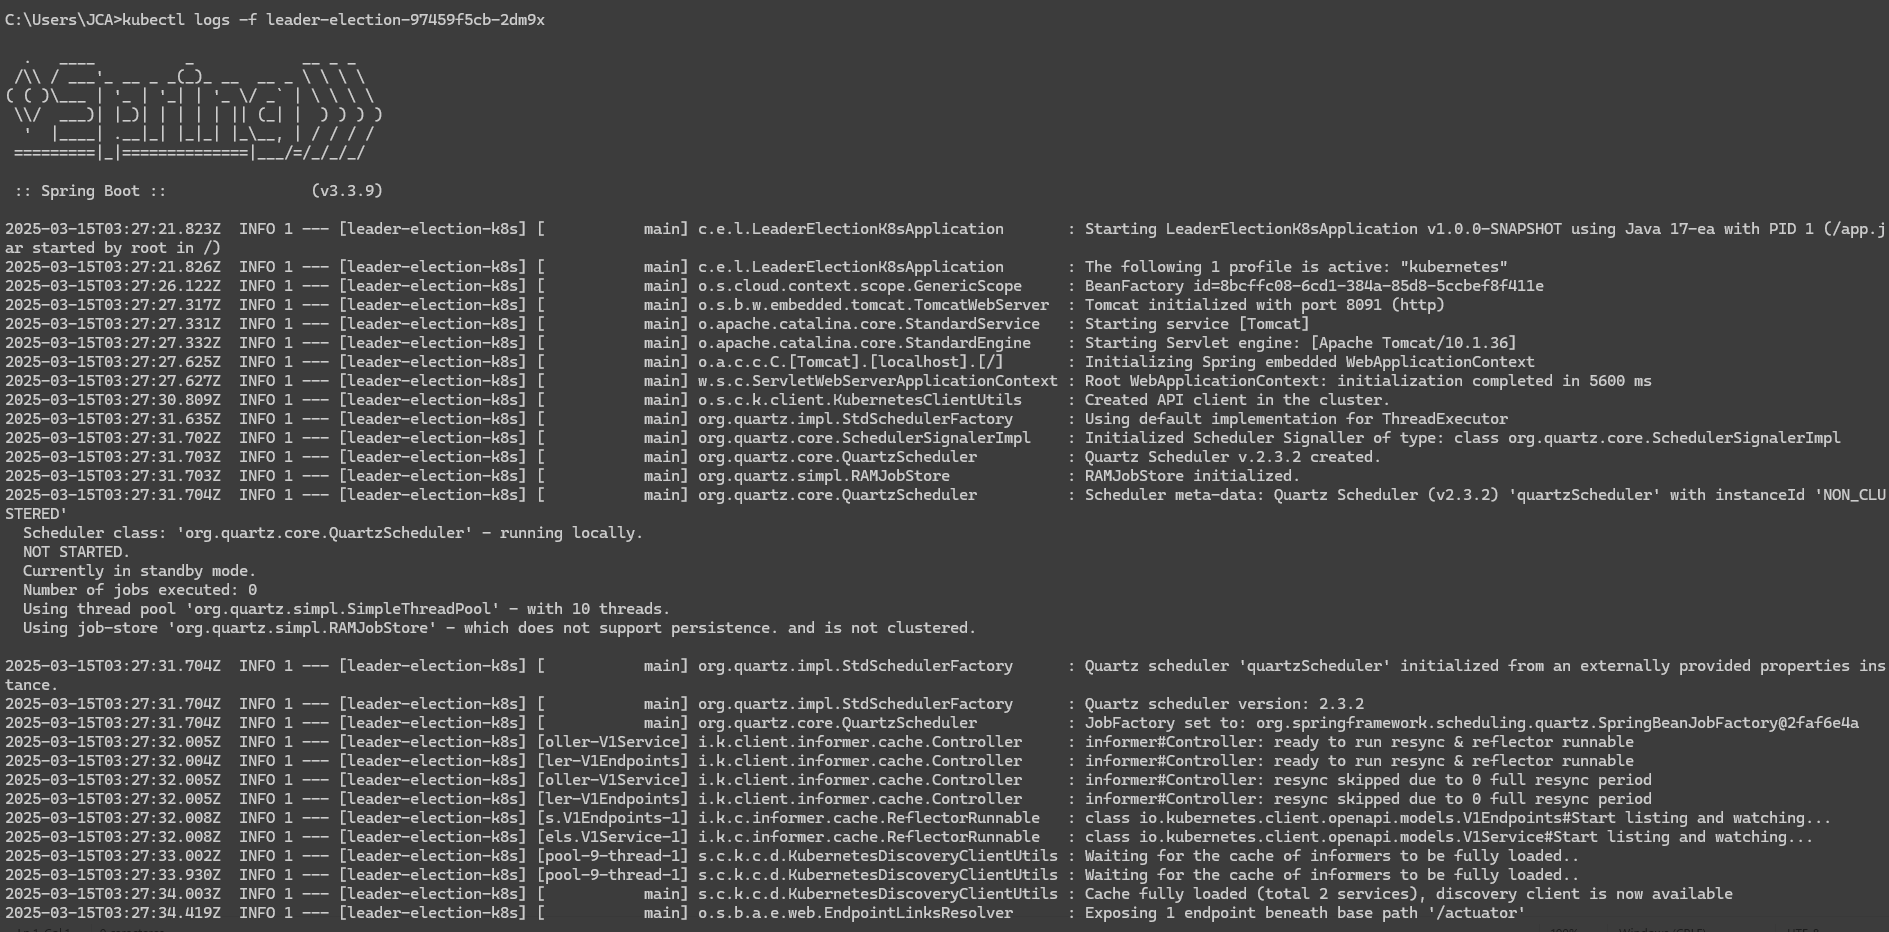 C:\Users\JCA>kubectl logs -f leader-election-97459f5cb-2dm9x
  .   ____          _            __ _ _
 /\\ / ___'_ __ _ _(_)_ __  __ _ \ \ \ \
( ( )\___ | '_ | '_| | '_ \/ _` | \ \ \ \
 \\/  ___)| |_)| | | | | || (_| |  ) ) ) )
  '  |____| .__|_| |_|_| |_\__, | / / / /
 =========|_|==============|___/=/_/_/_/
 :: Spring Boot ::                (v3.3.9)
2025-03-15T03:27:21.823Z  INFO 1 --- [leader-election-k8s] [           main] c.e.l.LeaderElectionK8sApplication       : Starting LeaderElectionK8sApplication v1.0.0-SNAPSHOT using Java 17-ea with PID 1 (/app.j
ar started by root in /)
2025-03-15T03:27:21.826Z  INFO 1 --- [leader-election-k8s] [           main] c.e.l.LeaderElectionK8sApplication       : The following 1 profile is active: "kubernetes"
2025-03-15T03:27:26.122Z  INFO 1 --- [leader-election-k8s] [           main] o.s.cloud.context.scope.GenericScope     : BeanFactory id=8bcffc08-6cd1-384a-85d8-5ccbef8f411e
2025-03-15T03:27:27.317Z  INFO 1 --- [leader-election-k8s] [           main] o.s.b.w.embedded.tomcat.TomcatWebServer  : Tomcat initialized with port 8091 (http)
2025-03-15T03:27:27.331Z  INFO 1 --- [leader-election-k8s] [           main] o.apache.catalina.core.StandardService   : Starting service [Tomcat]
2025-03-15T03:27:27.332Z  INFO 1 --- [leader-election-k8s] [           main] o.apache.catalina.core.StandardEngine    : Starting Servlet engine: [Apache Tomcat/10.1.36]
2025-03-15T03:27:27.625Z  INFO 1 --- [leader-election-k8s] [           main] o.a.c.c.C.[Tomcat].[localhost].[/]       : Initializing Spring embedded WebApplicationContext
2025-03-15T03:27:27.627Z  INFO 1 --- [leader-election-k8s] [           main] w.s.c.ServletWebServerApplicationContext : Root WebApplicationContext: initialization completed in 5600 ms
2025-03-15T03:27:30.809Z  INFO 1 --- [leader-election-k8s] [           main] o.s.c.k.client.KubernetesClientUtils     : Created API client in the cluster.
2025-03-15T03:27:31.635Z  INFO 1 --- [leader-election-k8s] [           main] org.quartz.impl.StdSchedulerFactory      : Using default implementation for ThreadExecutor
2025-03-15T03:27:31.702Z  INFO 1 --- [leader-election-k8s] [           main] org.quartz.core.SchedulerSignalerImpl    : Initialized Scheduler Signaller of type: class org.quartz.core.SchedulerSignalerImpl
2025-03-15T03:27:31.703Z  INFO 1 --- [leader-election-k8s] [           main] org.quartz.core.QuartzScheduler          : Quartz Scheduler v.2.3.2 created.
2025-03-15T03:27:31.703Z  INFO 1 --- [leader-election-k8s] [           main] org.quartz.simpl.RAMJobStore             : RAMJobStore initialized.
2025-03-15T03:27:31.704Z  INFO 1 --- [leader-election-k8s] [           main] org.quartz.core.QuartzScheduler          : Scheduler meta-data: Quartz Scheduler (v2.3.2) 'quartzScheduler' with instanceId 'NON_CLU
STERED'
  Scheduler class: 'org.quartz.core.QuartzScheduler' - running locally.
  NOT STARTED.
  Currently in standby mode.
  Number of jobs executed: 0
  Using thread pool 'org.quartz.simpl.SimpleThreadPool' - with 10 threads.
  Using job-store 'org.quartz.simpl.RAMJobStore' - which does not support persistence. and is not clustered.
2025-03-15T03:27:31.704Z  INFO 1 --- [leader-election-k8s] [           main] org.quartz.impl.StdSchedulerFactory      : Quartz scheduler 'quartzScheduler' initialized from an externally provided properties ins
tance.
2025-03-15T03:27:31.704Z  INFO 1 --- [leader-election-k8s] [           main] org.quartz.impl.StdSchedulerFactory      : Quartz scheduler version: 2.3.2
2025-03-15T03:27:31.704Z  INFO 1 --- [leader-election-k8s] [           main] org.quartz.core.QuartzScheduler          : JobFactory set to: org.springframework.scheduling.quartz.SpringBeanJobFactory@2faf6e4a
2025-03-15T03:27:32.005Z  INFO 1 --- [leader-election-k8s] [oller-V1Service] i.k.client.informer.cache.Controller     : informer#Controller: ready to run resync & reflector runnable
2025-03-15T03:27:32.004Z  INFO 1 --- [leader-election-k8s] [ler-V1Endpoints] i.k.client.informer.cache.Controller     : informer#Controller: ready to run resync & reflector runnable
2025-03-15T03:27:32.005Z  INFO 1 --- [leader-election-k8s] [oller-V1Service] i.k.client.informer.cache.Controller     : informer#Controller: resync skipped due to 0 full resync period
2025-03-15T03:27:32.005Z  INFO 1 --- [leader-election-k8s] [ler-V1Endpoints] i.k.client.informer.cache.Controller     : informer#Controller: resync skipped due to 0 full resync period
2025-03-15T03:27:32.008Z  INFO 1 --- [leader-election-k8s] [s.V1Endpoints-1] i.k.c.informer.cache.ReflectorRunnable   : class io.kubernetes.client.openapi.models.V1Endpoints#Start listing and watching...
2025-03-15T03:27:32.008Z  INFO 1 --- [leader-election-k8s] [els.V1Service-1] i.k.c.informer.cache.ReflectorRunnable   : class io.kubernetes.client.openapi.models.V1Service#Start listing and watching...
2025-03-15T03:27:33.002Z  INFO 1 --- [leader-election-k8s] [pool-9-thread-1] s.c.k.c.d.KubernetesDiscoveryClientUtils : Waiting for the cache of informers to be fully loaded..
2025-03-15T03:27:33.930Z  INFO 1 --- [leader-election-k8s] [pool-9-thread-1] s.c.k.c.d.KubernetesDiscoveryClientUtils : Waiting for the cache of informers to be fully loaded..
2025-03-15T03:27:34.003Z  INFO 1 --- [leader-election-k8s] [           main] s.c.k.c.d.KubernetesDiscoveryClientUtils : Cache fully loaded (total 2 services), discovery client is now available
2025-03-15T03:27:34.419Z  INFO 1 --- [leader-election-k8s] [           main] o.s.b.a.e.web.EndpointLinksResolver      : Exposing 1 endpoint beneath base path '/actuator'